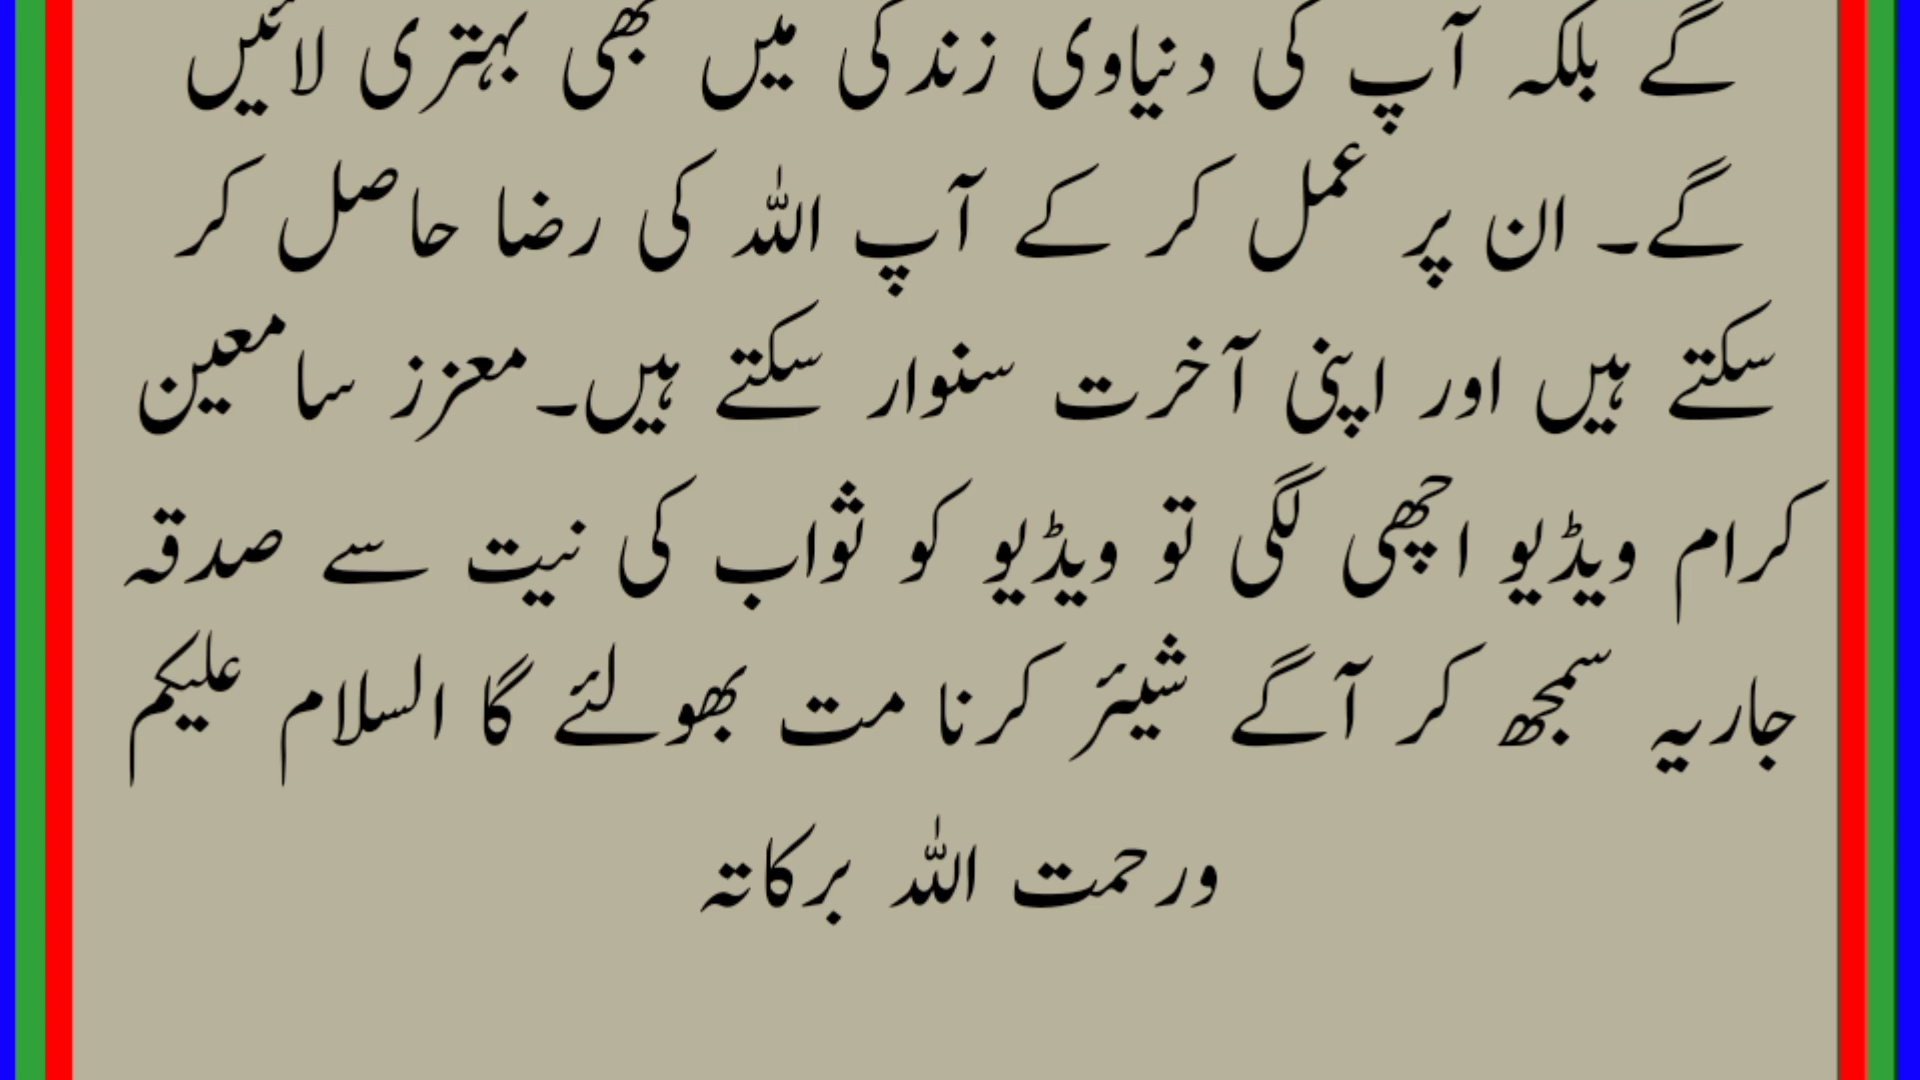 گے بلکہ آپ کی دنیاوی زندگی میں بھی بہتری لائیں
گے۔ ان پر عمل کر کے آپ اللہ کی رضا حاصل کر
سکتے ہیں اور اپنی آخرت سنوار سکتے ہیں۔معزز سامعین
کرام ویڈیو اچھی لگی تو ویڈیو کو ثواب کی نیت سے صدقہ
جاریہ سمجھ کر آگے شیئر کرنا مت بھولئے گا السلام علیکم
ورحمت اللہ برکاتہ